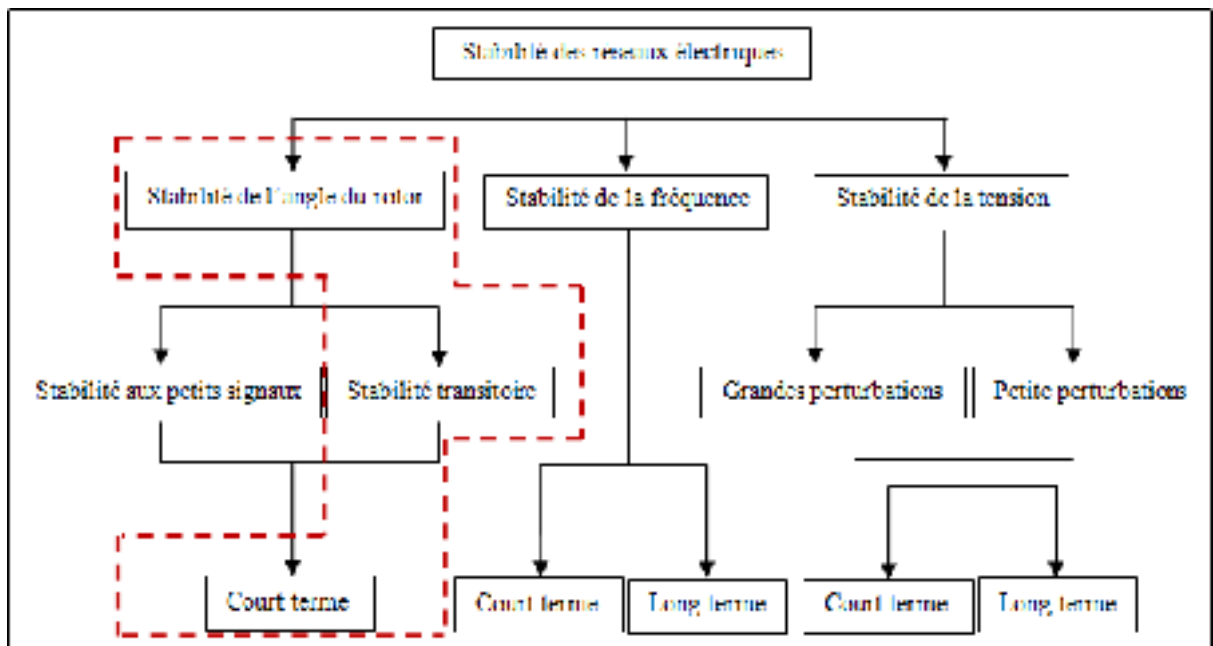 Stabilité des reseaux électriques
Stabilité de l'angle du rotor
Stabilité de la fréquence
Stabilité de la tension
Stabilité aux petits signaux
Stabilité transitoire
Grandes perturbations
Petite perturbations
Court terme
Court terme
Long terme
Court terme
Long terme